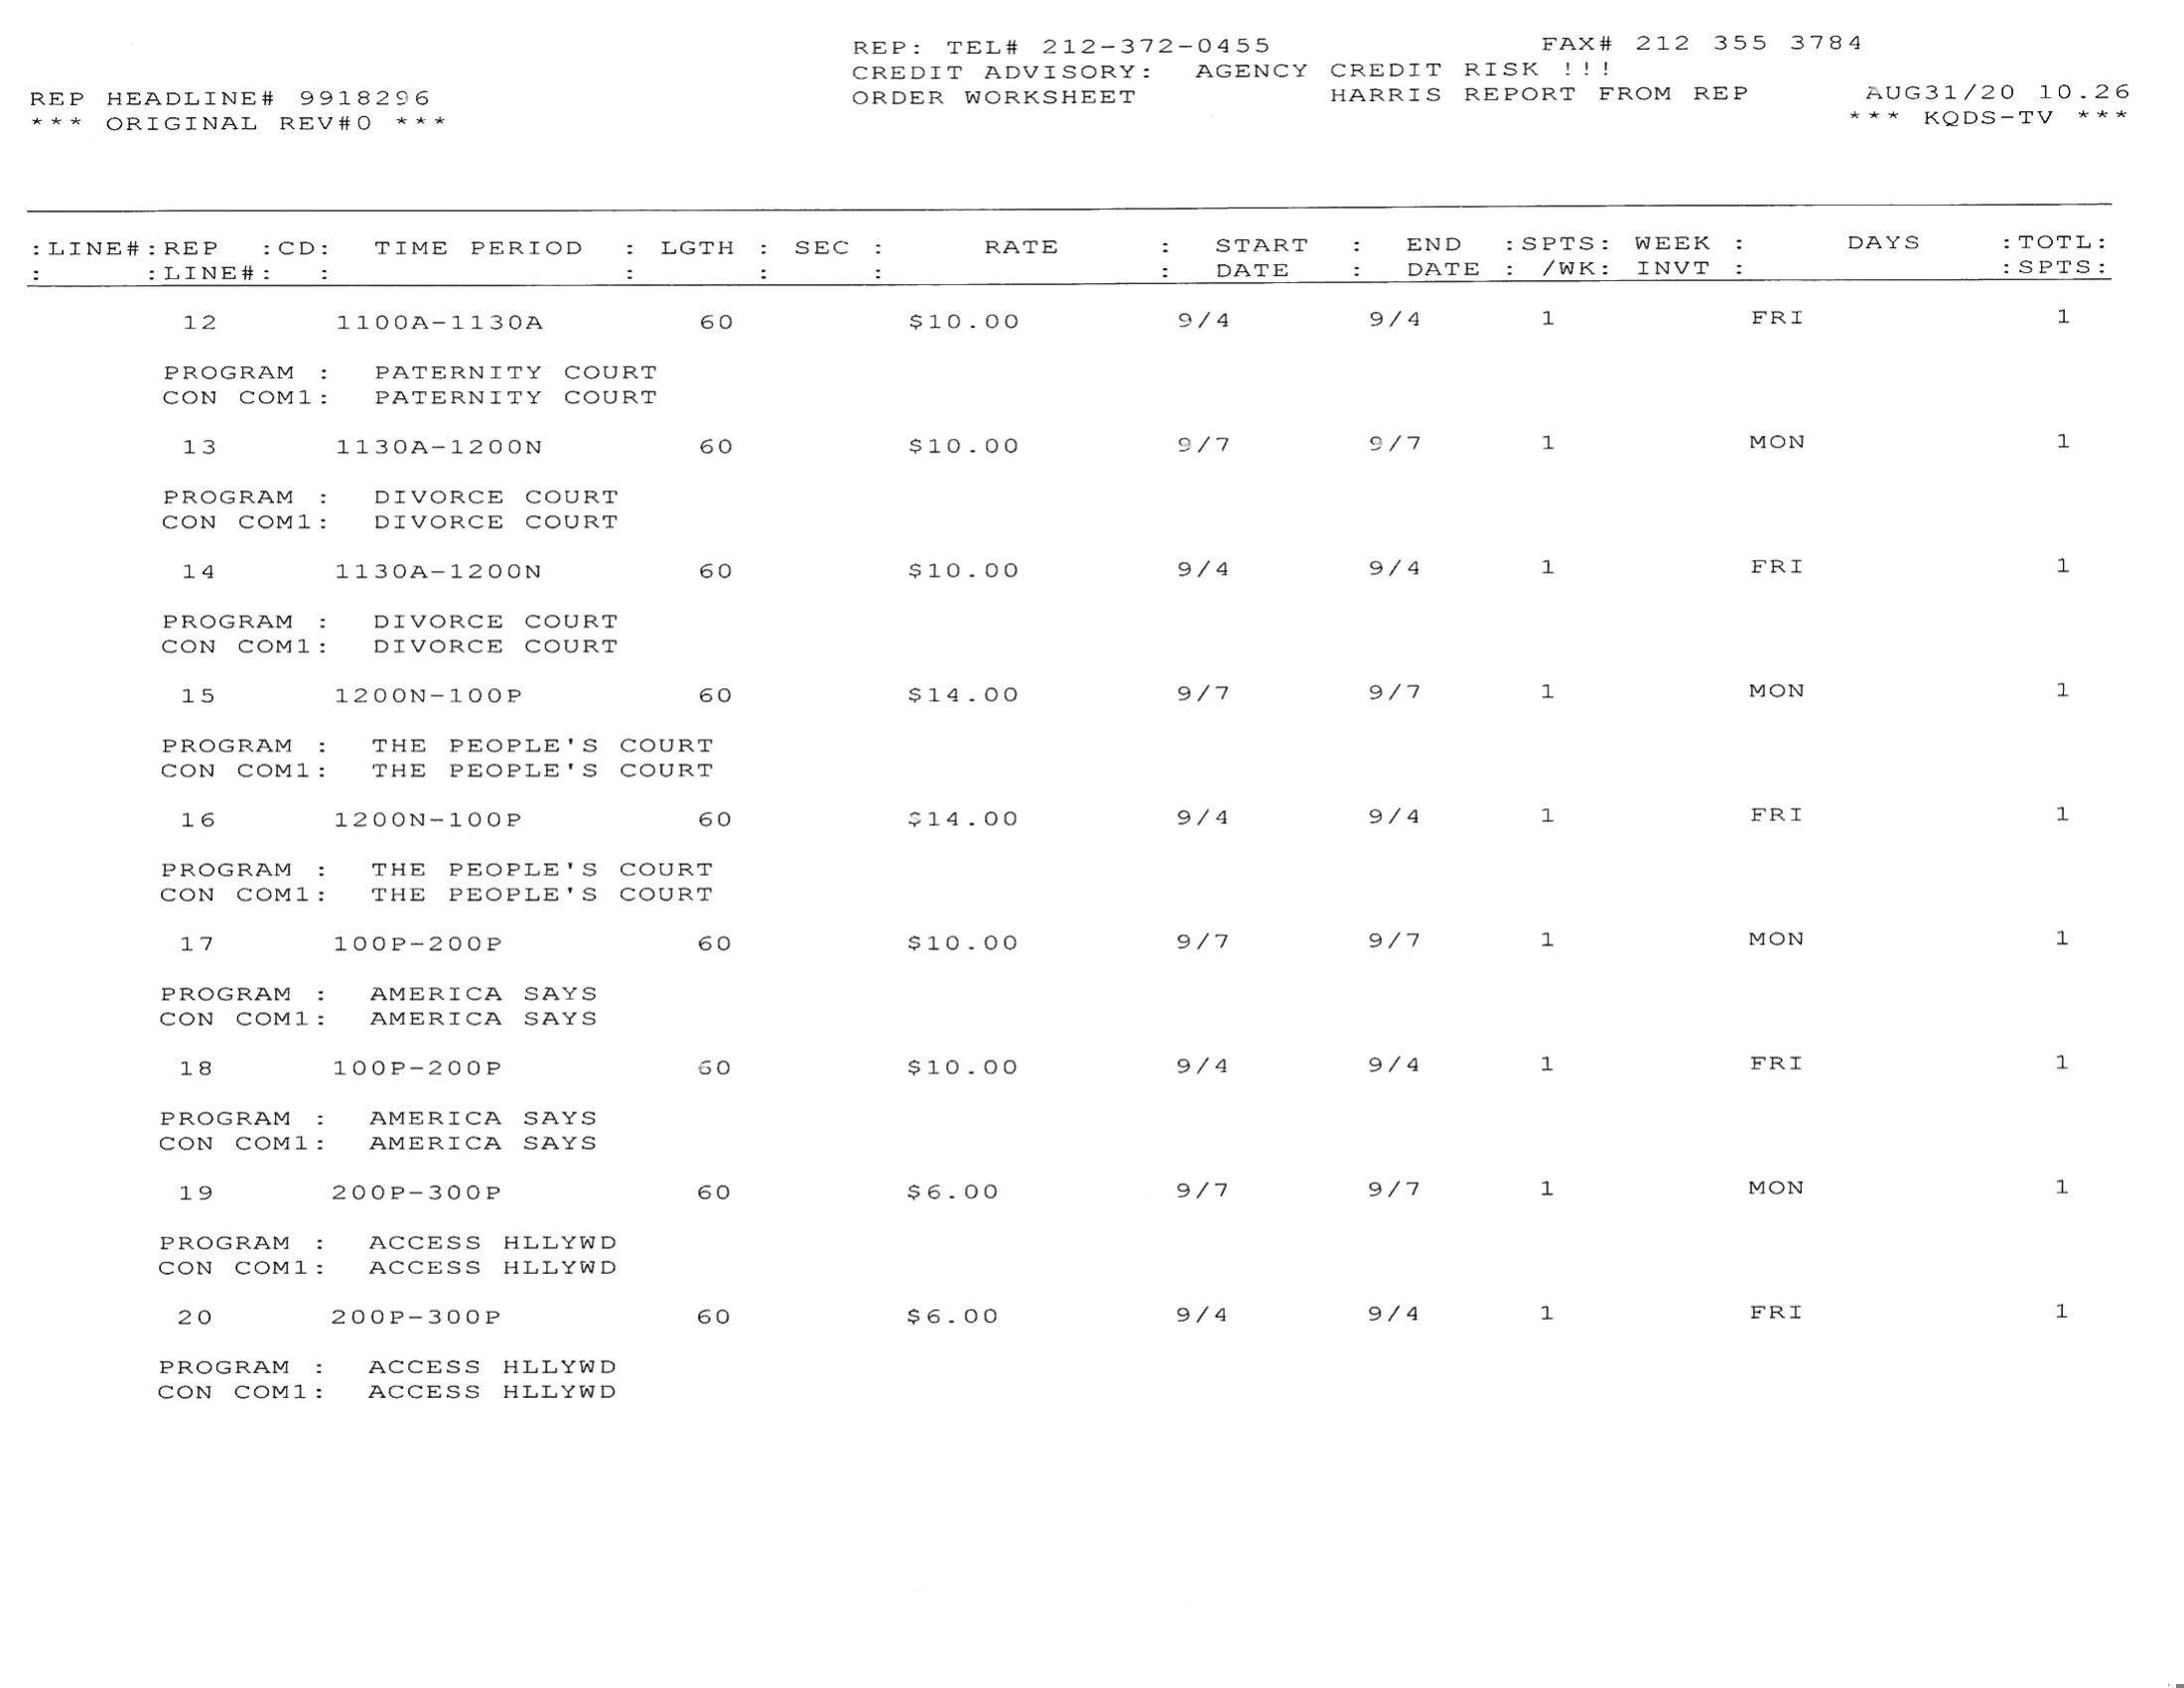 REP: TEL# 212-372-0455 FAX# 212 355 3784
CREDIT ADVISORY: AGENCY CREDIT RISK !!!
REP HEADLINE# 9918296 ORDER WORKSHEET HARRIS REPORT FROM REP AUG31/20 10.26
*** ORIGINAL REV#0 *** *** KQDS-TV ***
:LINE#:REP :CD: TIME PERIOD : LGTH : SEC : RATE : START : END :SPTS: WEEK : DAYS :TOTL:
: :LINE#: : : : : : DATE : DATE : /WK: INVT : :SPTS:
12 1100A-1130A 60 $10.00 9/4 9/4 1 FRI 1
PROGRAM : PATERNITY COURT
CON COM1: PATERNITY COURT
13 1130A-1200N 60 $10.00 9/7 9/7 1 MON 1
PROGRAM : DIVORCE COURT
CON COM1: DIVORCE COURT
14 1130A-1200N 60 $10.00 9/4 9/4 1 FRI 1
PROGRAM : DIVORCE COURT
CON COM1: DIVORCE COURT
15 1200N-100P 60 $14.00 9/7 9/7 1 MON 1
PROGRAM : THE PEOPLE'S COURT
CON COM1: THE PEOPLE'S COURT
16 1200N-100P 60 $14.00 9/4 9/4 1 FRI 1
PROGRAM : THE PEOPLE'S COURT
CON COM1: THE PEOPLE'S COURT
17 100P-200P 60 $10.00 9/7 9/7 1 MON 1
PROGRAM : AMERICA SAYS
CON COM1: AMERICA SAYS
18 100P-200P 60 $10.00 9/4 9/4 1 FRI 1
PROGRAM : AMERICA SAYS
CON COM1: AMERICA SAYS
19 200P-300P 60 $6.00 9/7 9/7 1 MON 1
PROGRAM : ACCESS HLLYWD
CON COM1: ACCESS HLLYWD
20 200P-300P 60 $6.00 9/4 9/4 1 FRI 1
PROGRAM : ACCESS HLLYWD
CON COM1: ACCESS HLLYWD